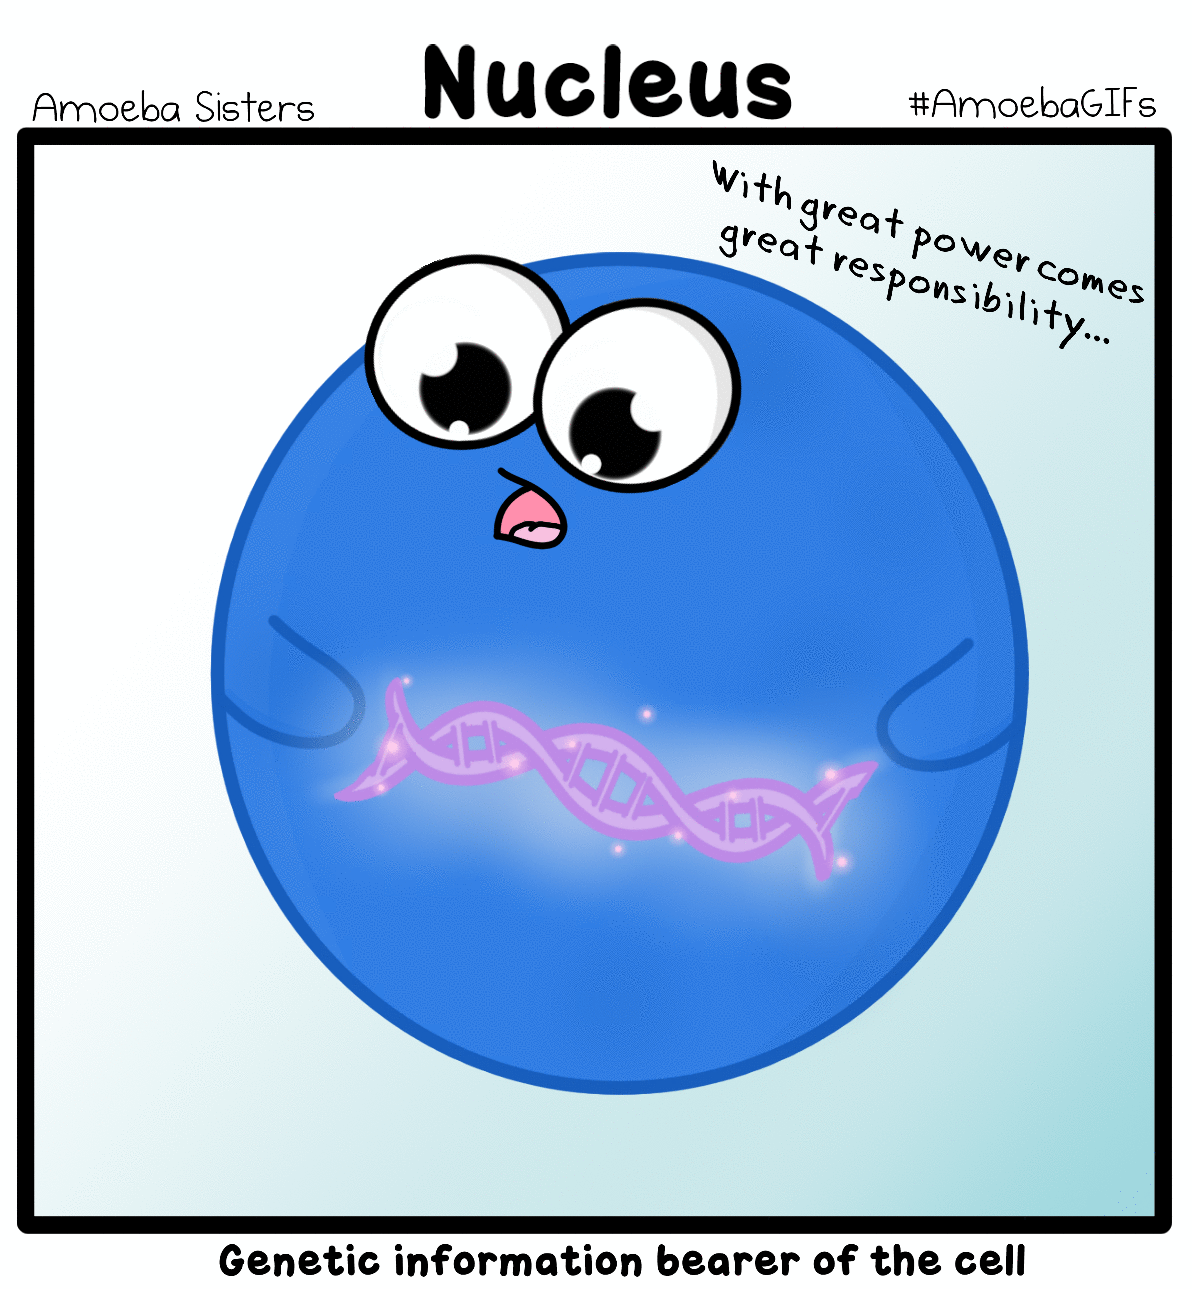 Nucleus
Amoeba Sisters
#AmoebaGIFs
With great power comes
great responsibility...
Genetic information bearer of the cell